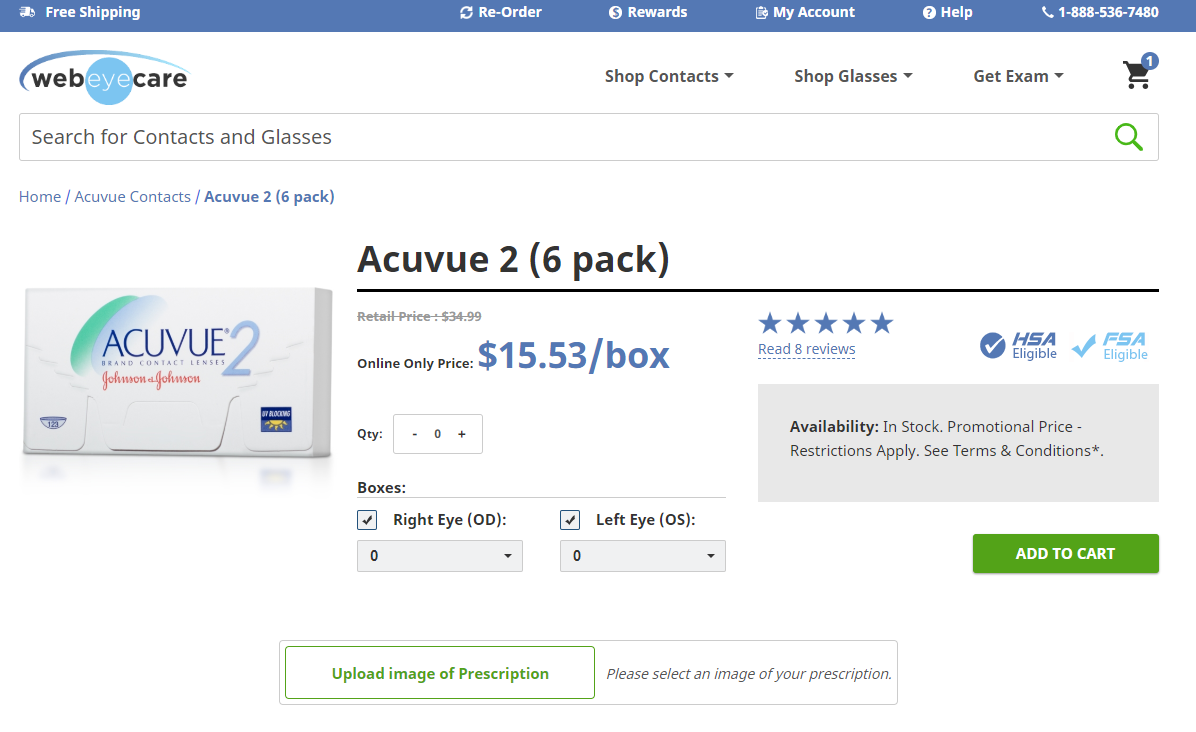 Free Shipping
Re-Order
Rewards
My Account
Help
1-888-536-7480
webeyecare
Shop Contacts
Shop Glasses
Get Exam
1
Search for Contacts and Glasses
Home / Acuvue Contacts / Acuvue 2 (6 pack)
Acuvue 2 (6 pack)
ACUVUE 2
BRAND CONTACT LENSES
Johnson & Johnson
123
UV BLOCKING
Retail Price : $34.99
Online Only Price: $15.53/box
Read 8 reviews
HSA
Eligible
FSA
Eligible
Qty: - 0 +
Availability: In Stock. Promotional Price -
Restrictions Apply. See Terms & Conditions*.
Boxes:
Right Eye (OD):
Left Eye (OS):
0
0
ADD TO CART
Upload image of Prescription
Please select an image of your prescription.